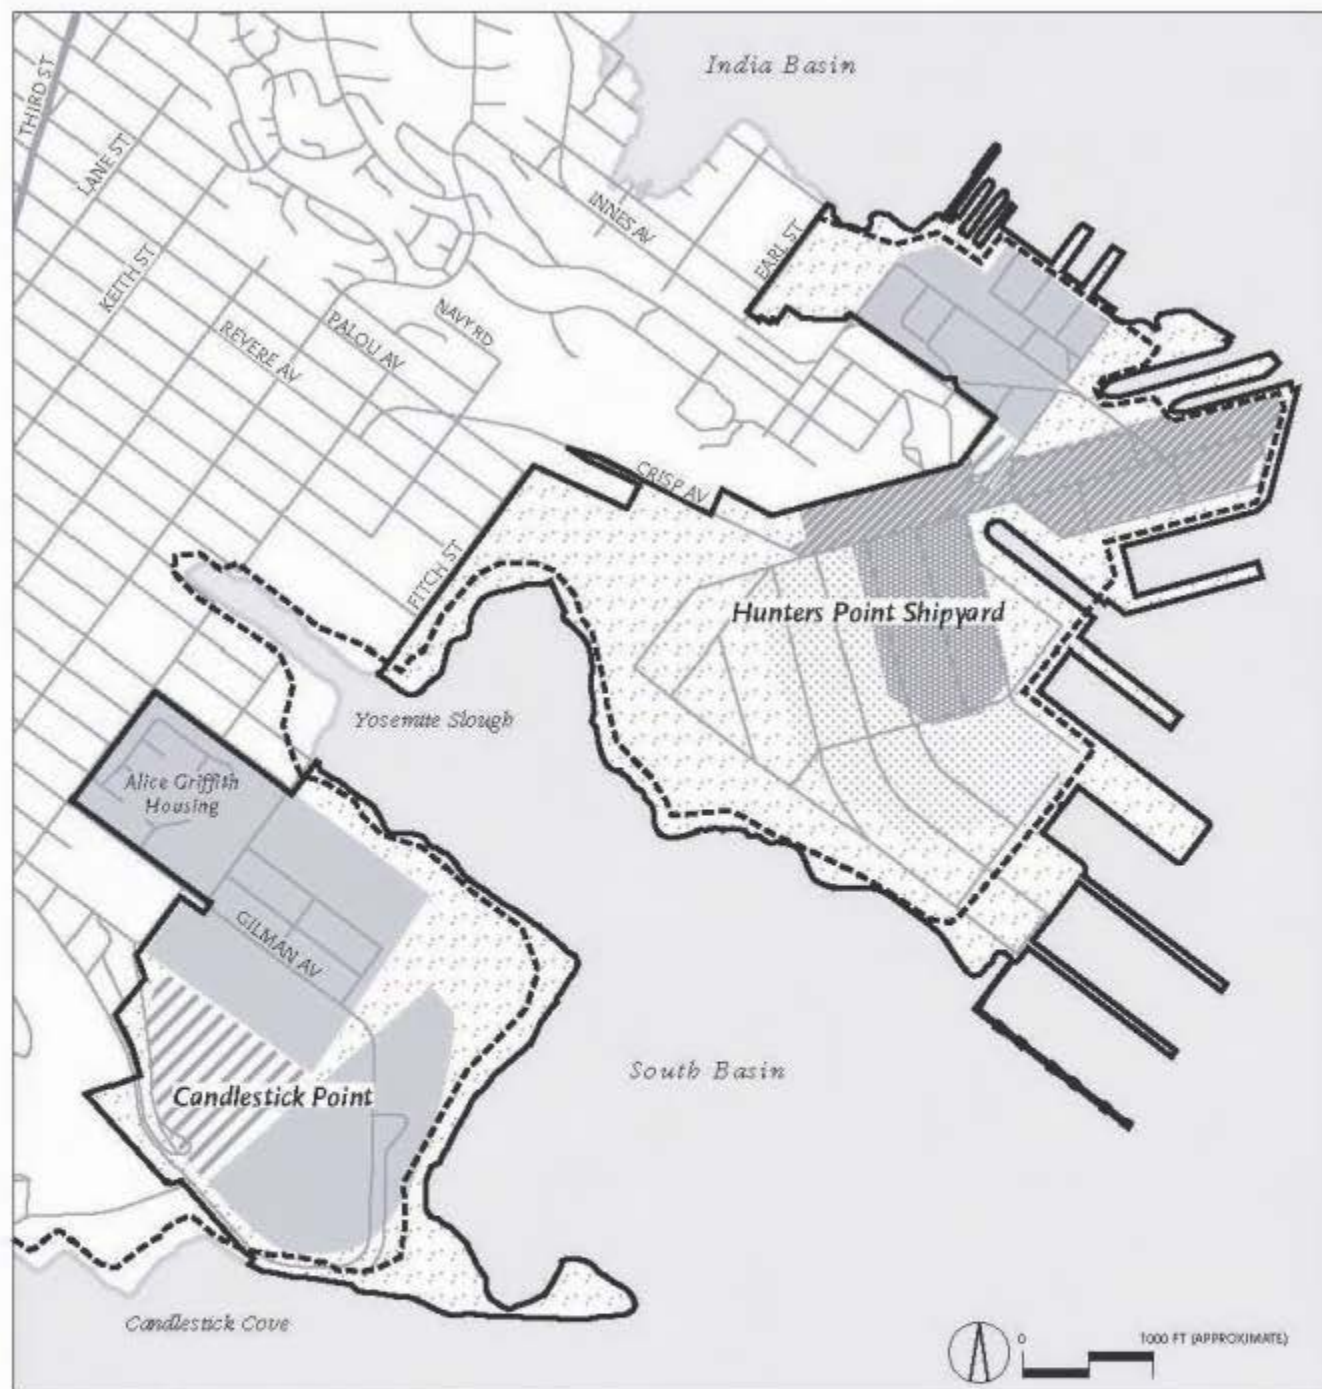 India Basin
THIRD ST
LANE ST
KEITH ST
REVERE AV
PALOU AV
NAVY RD
INNES AV
EARL ST
CRISP AV
FITCH ST
Hunters Point Shipyard
Yosemite Slough
Alice Griffith
Housing
GILMAN AV
Candlestick Point
South Basin
Candlestick Cove
0
1000 FT (APPROXIMATE)